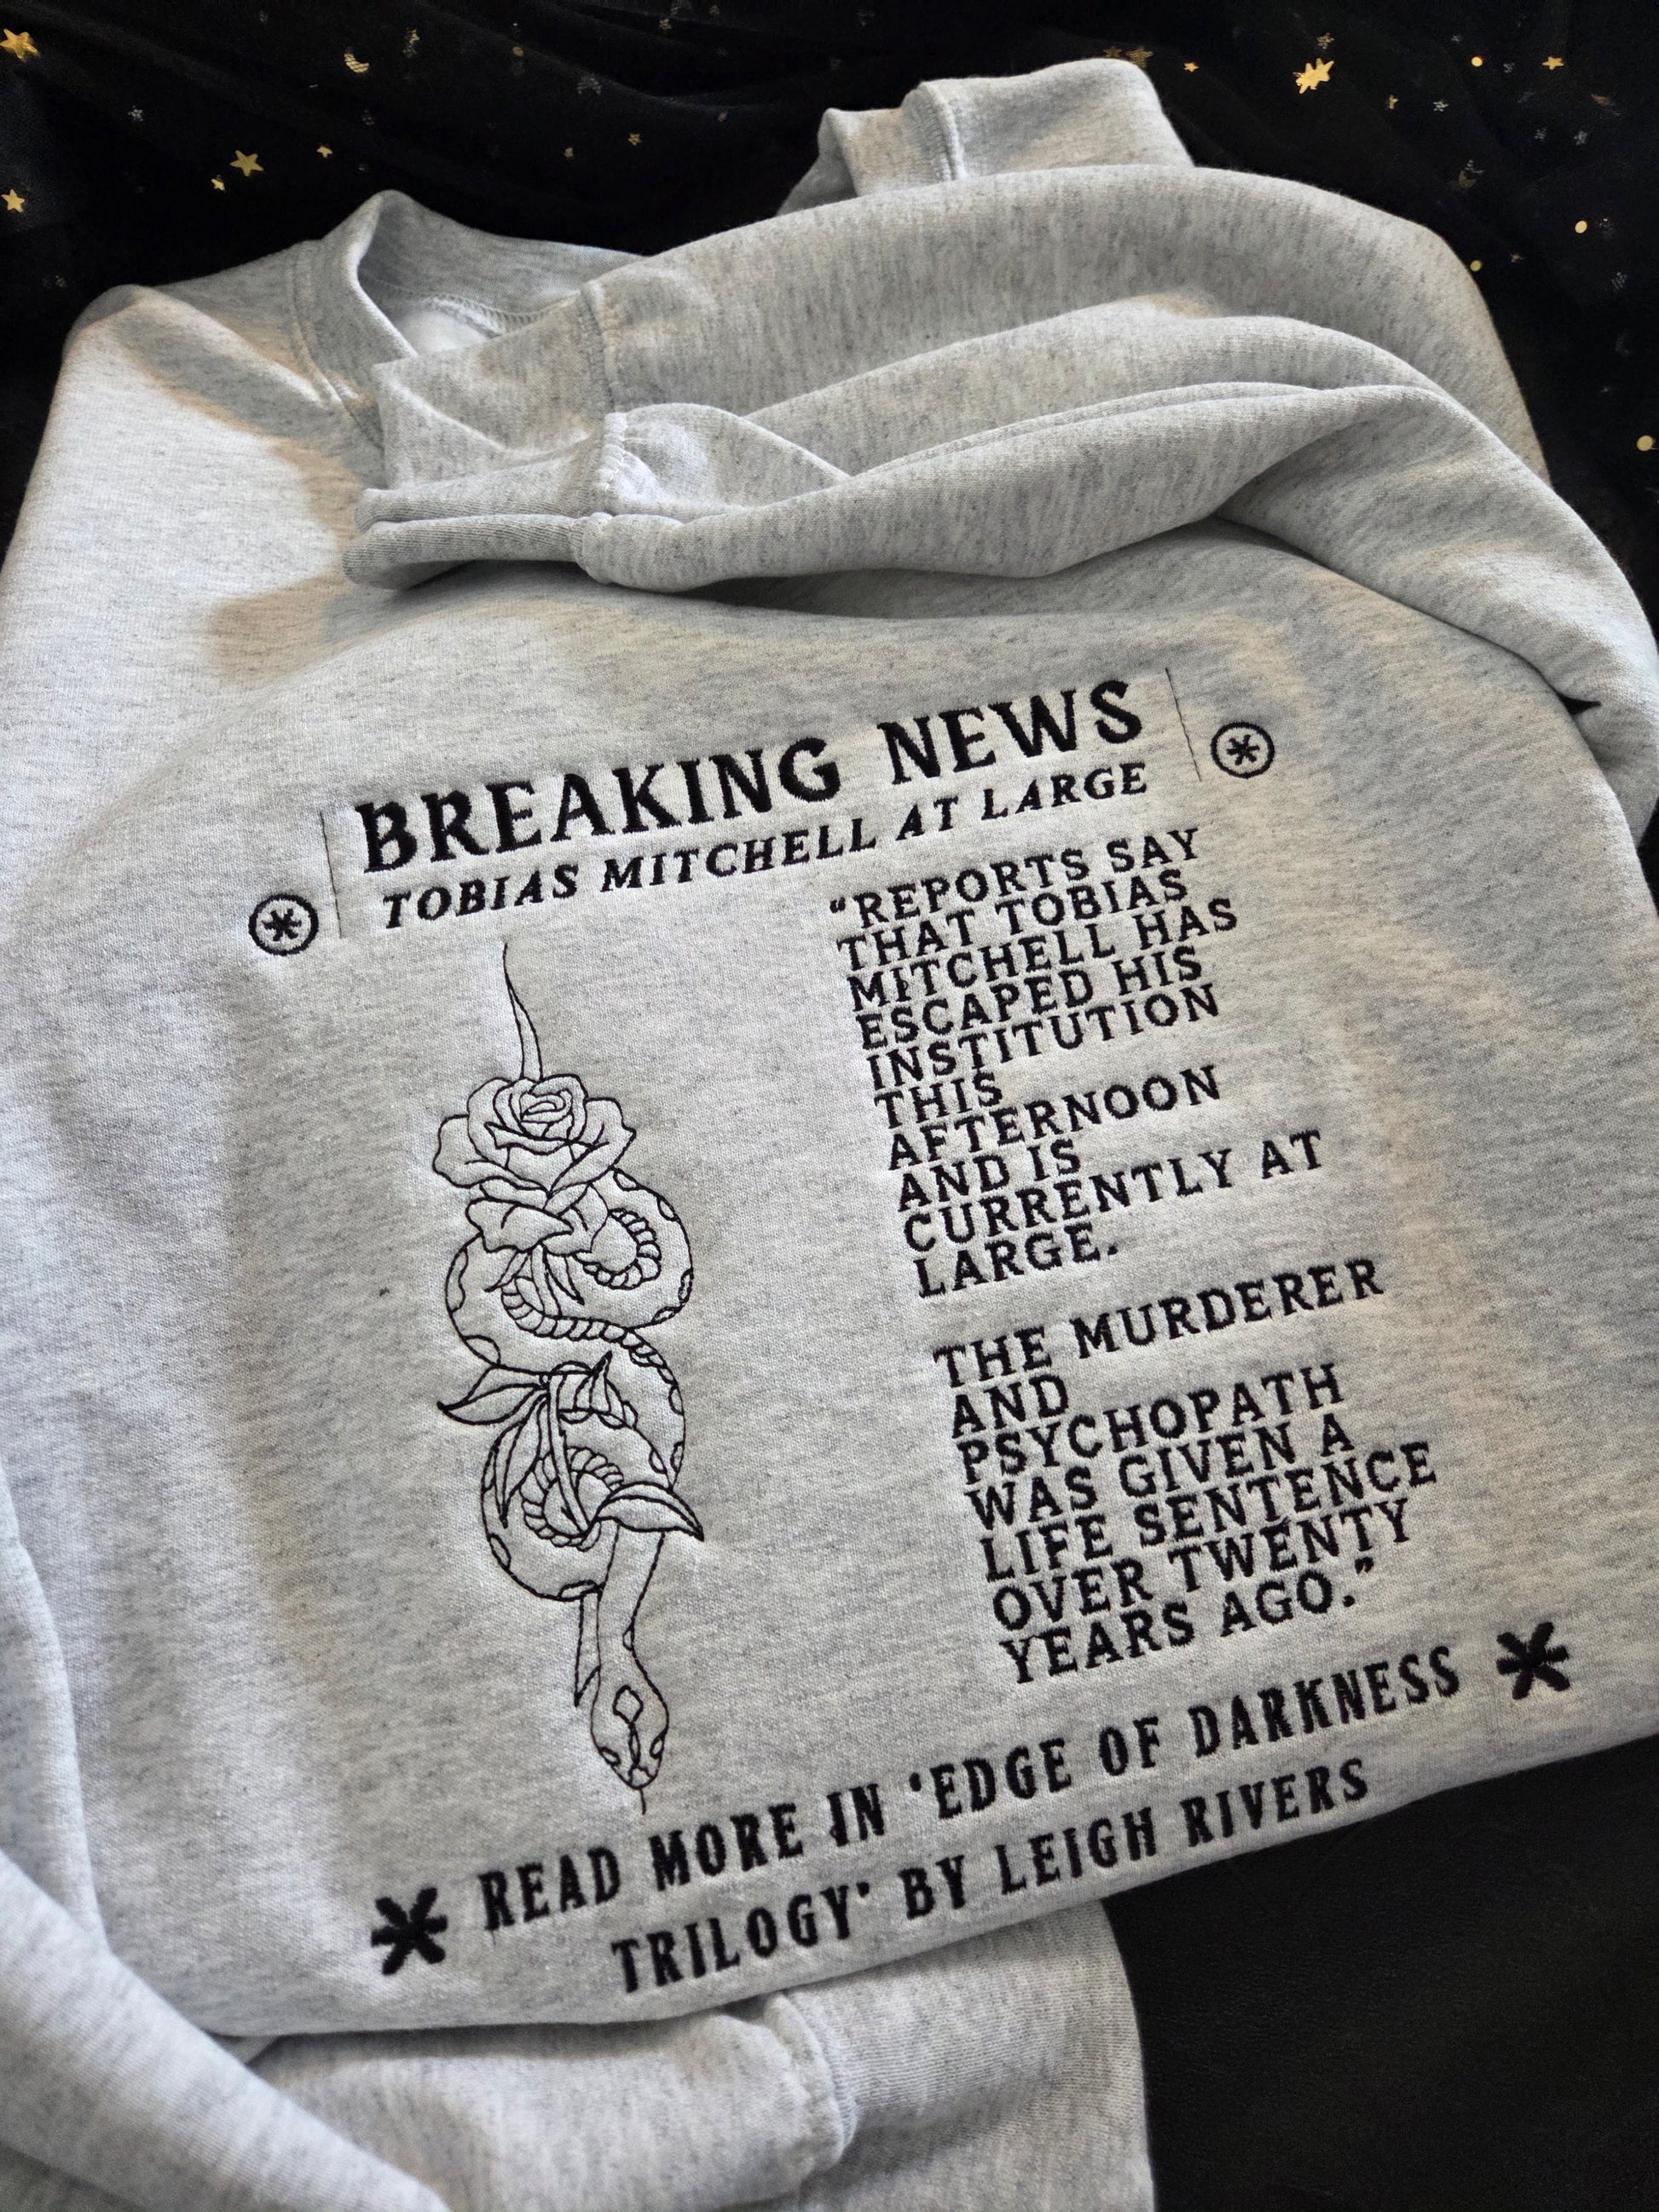 BREAKING NEWS
TOBIAS MITCHELL AT LARGE
“REPORTS SAY
THAT TOBIAS
MITCHELL HAS
ESCAPED HIS
INSTITUTION
THIS
AFTERNOON
AND IS
CURRENTLY AT
LARGE.
THE MURDERER
AND
PSYCHOPATH
WAS GIVEN A
LIFE SENTENCE
OVER TWENTY
YEARS AGO.”
READ MORE IN ‘EDGE OF DARKNESS
TRILOGY’ BY LEIGH RIVERS